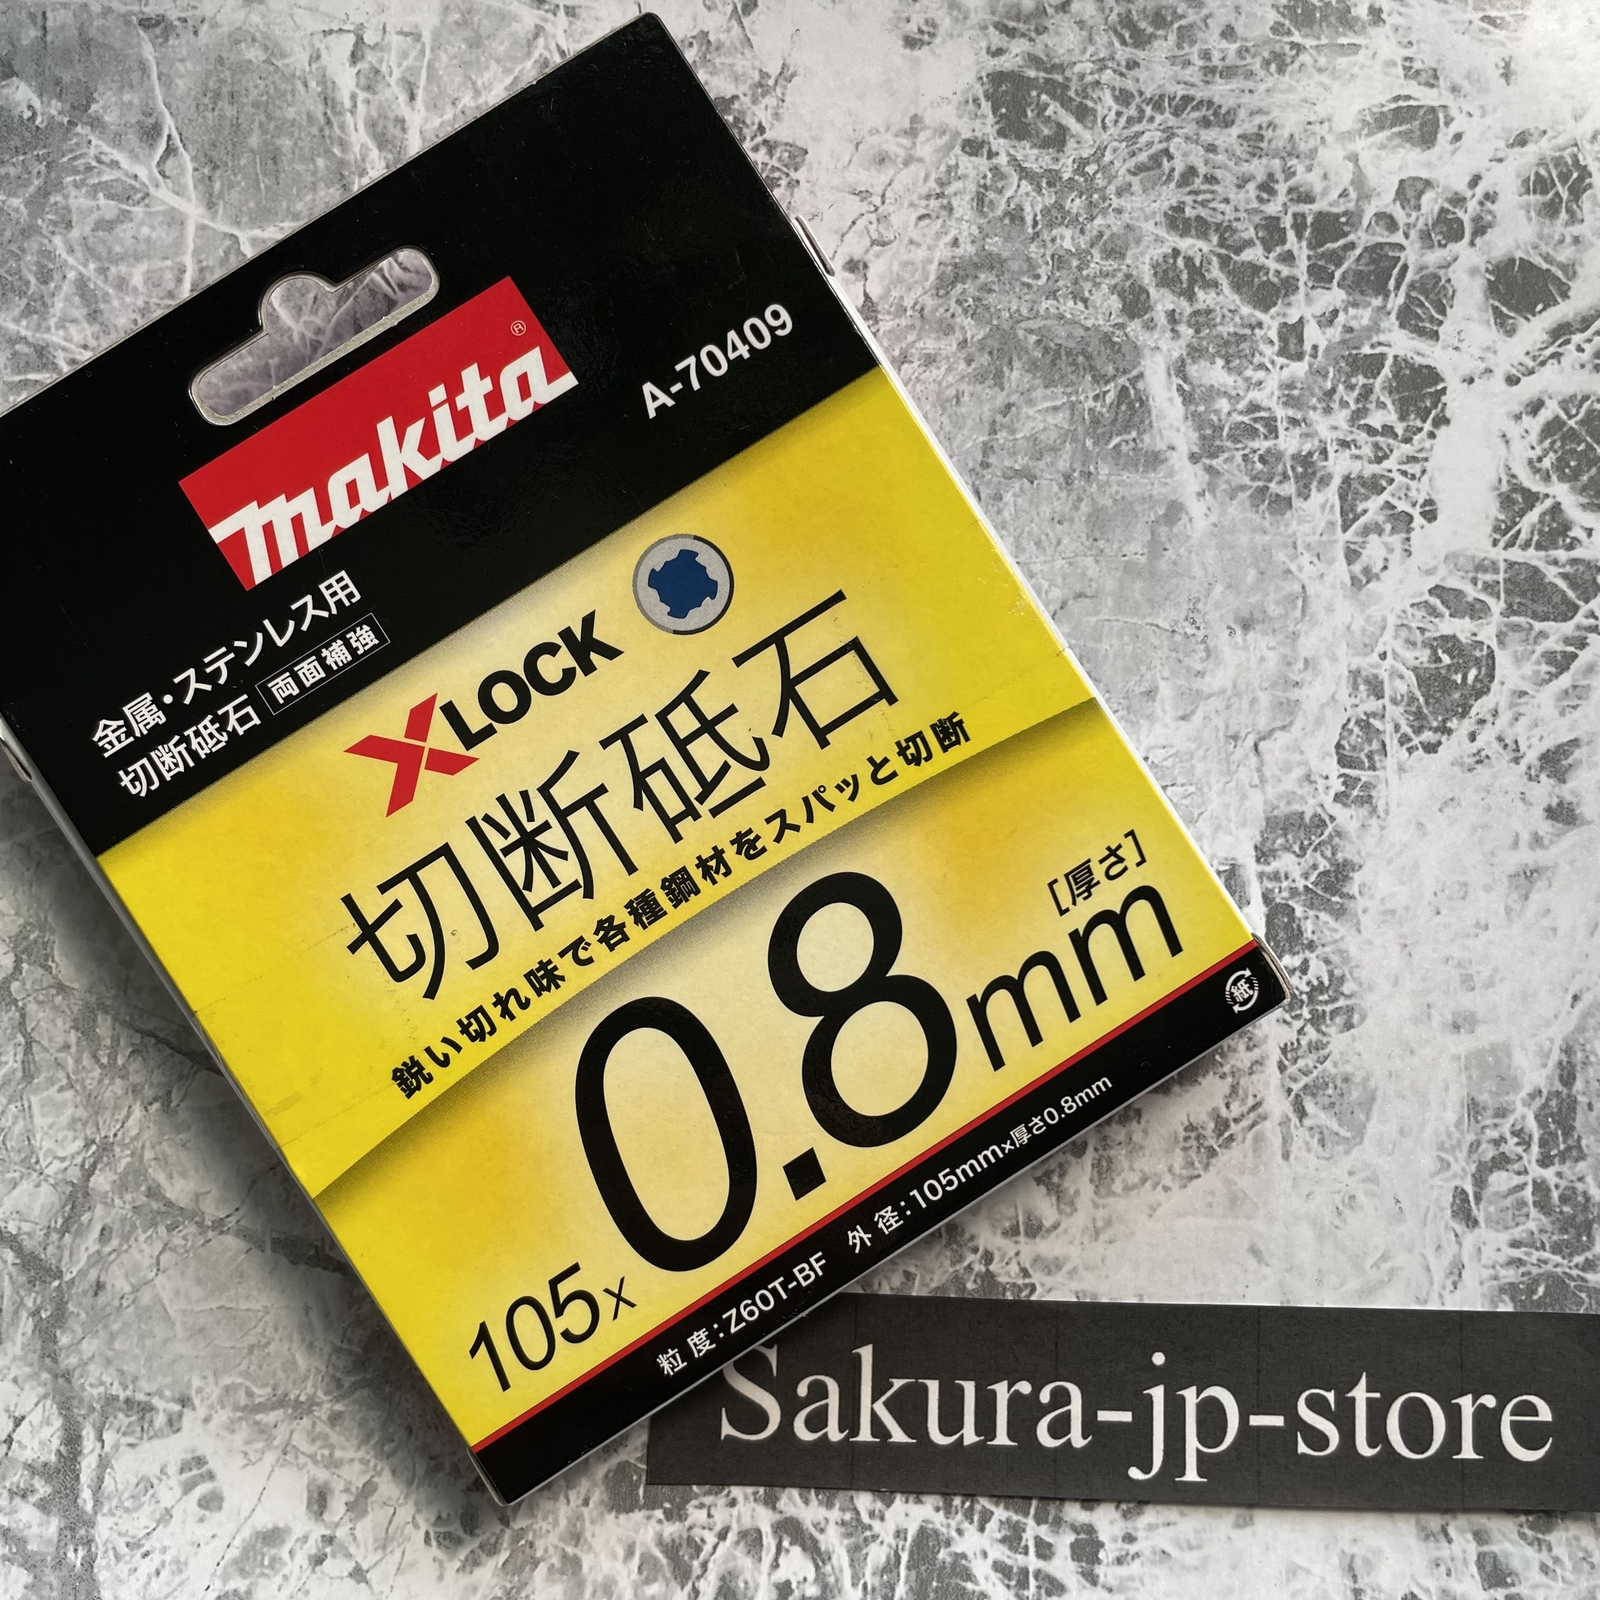 makita®
A-70409
金属・ステンレス用
切断砥石 両面補強
X-LOCK
切断砥石
鋭い切れ味で各種鋼材をスパッと切断
[厚さ]
105x0.8mm
粒度:Z60T-BF 外径:105mm×厚さ0.8mm
紙
Sakura-jp-store